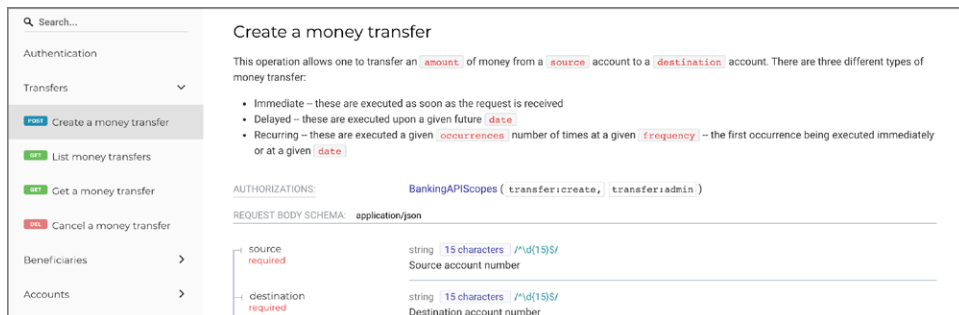 Search...
Authentication
Transfers
POST Create a money transfer
GET List money transfers
GET Get a money transfer
DEL Cancel a money transfer
Beneficiaries
Accounts
Create a money transfer
This operation allows one to transfer an amount of money from a source account to a destination account. There are three different types of
money transfer:
• Immediate -- these are executed as soon as the request is received
• Delayed -- these are executed upon a given future date
• Recurring -- these are executed a given occurrences number of times at a given frequency -- the first occurrence being executed immediately
or at a given date
AUTHORIZATIONS: BankingAPIScopes ( transfer:create, transfer:admin )
REQUEST BODY SCHEMA: application/json
source string 15 characters /^\d{15}$/
required Source account number
destination string 15 characters /^\d{15}$/
required Destination account number